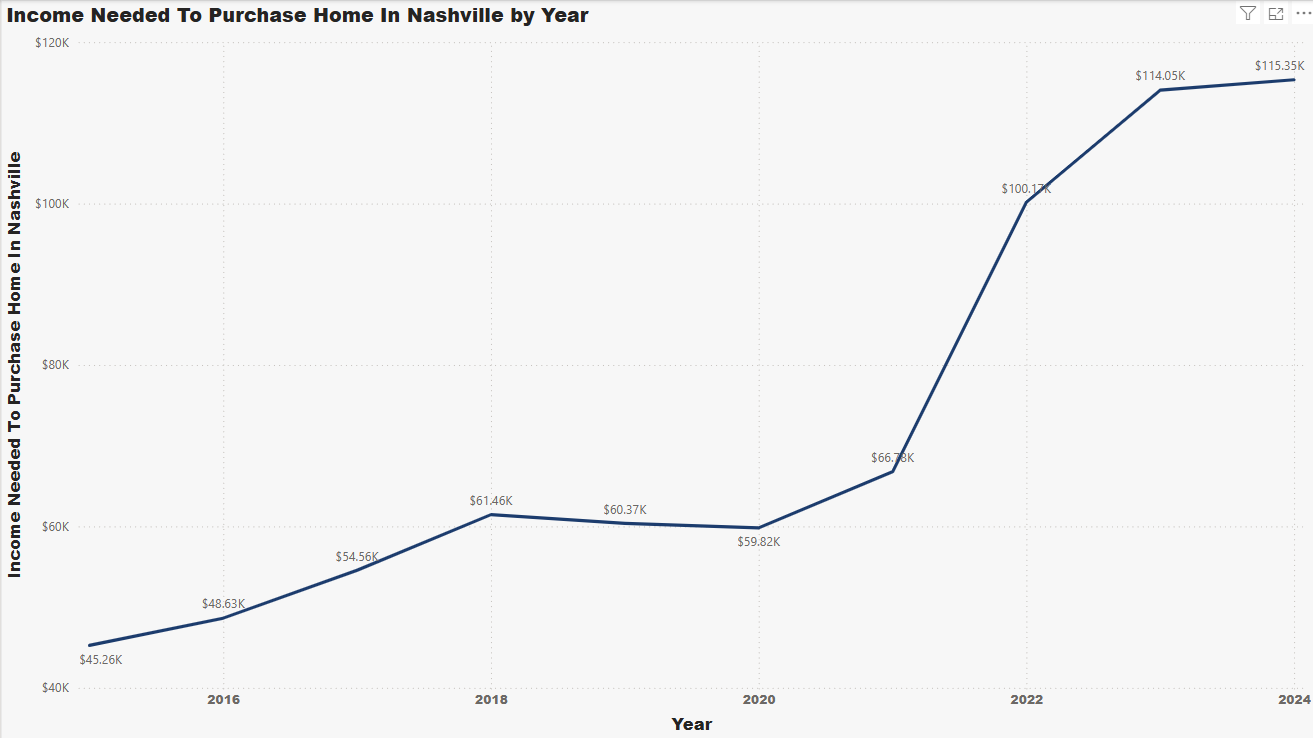 Income Needed To Purchase Home In Nashville by Year
Income Needed To Purchase Home In Nashville
$120K
$100K
$80K
$60K
$40K
$45.26K
$48.63K
$54.56K
$61.46K
$60.37K
$59.82K
$66.78K
$100.17K
$114.05K
$115.35K
2016
2018
2020
2022
2024
Year